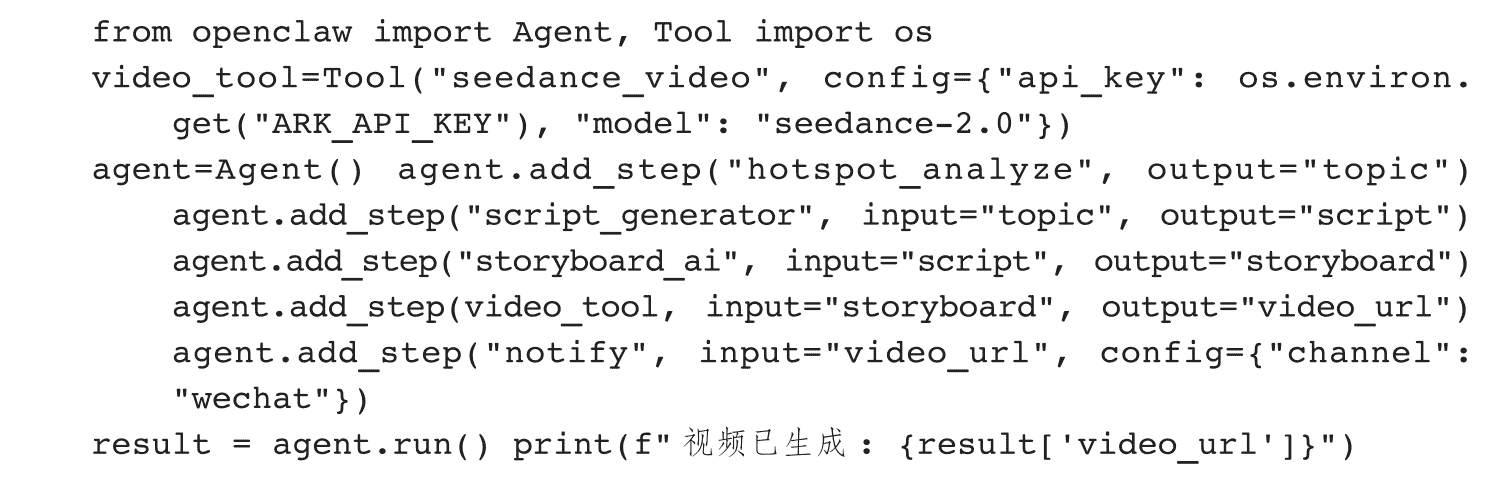 from openclaw import Agent, Tool import os
video_tool=Tool("seedance_video", config={"api_key": os.environ.
get("ARK_API_KEY"), "model": "seedance-2.0"})
agent=Agent() agent.add_step("hotspot_analyze", output="topic")
agent.add_step("script_generator", input="topic", output="script")
agent.add_step("storyboard_ai", input="script", output="storyboard")
agent.add_step(video_tool, input="storyboard", output="video_url")
agent.add_step("notify", input="video_url", config={"channel":
"wechat"})
result = agent.run() print(f" 视频已生成 : {result['video_url']}")